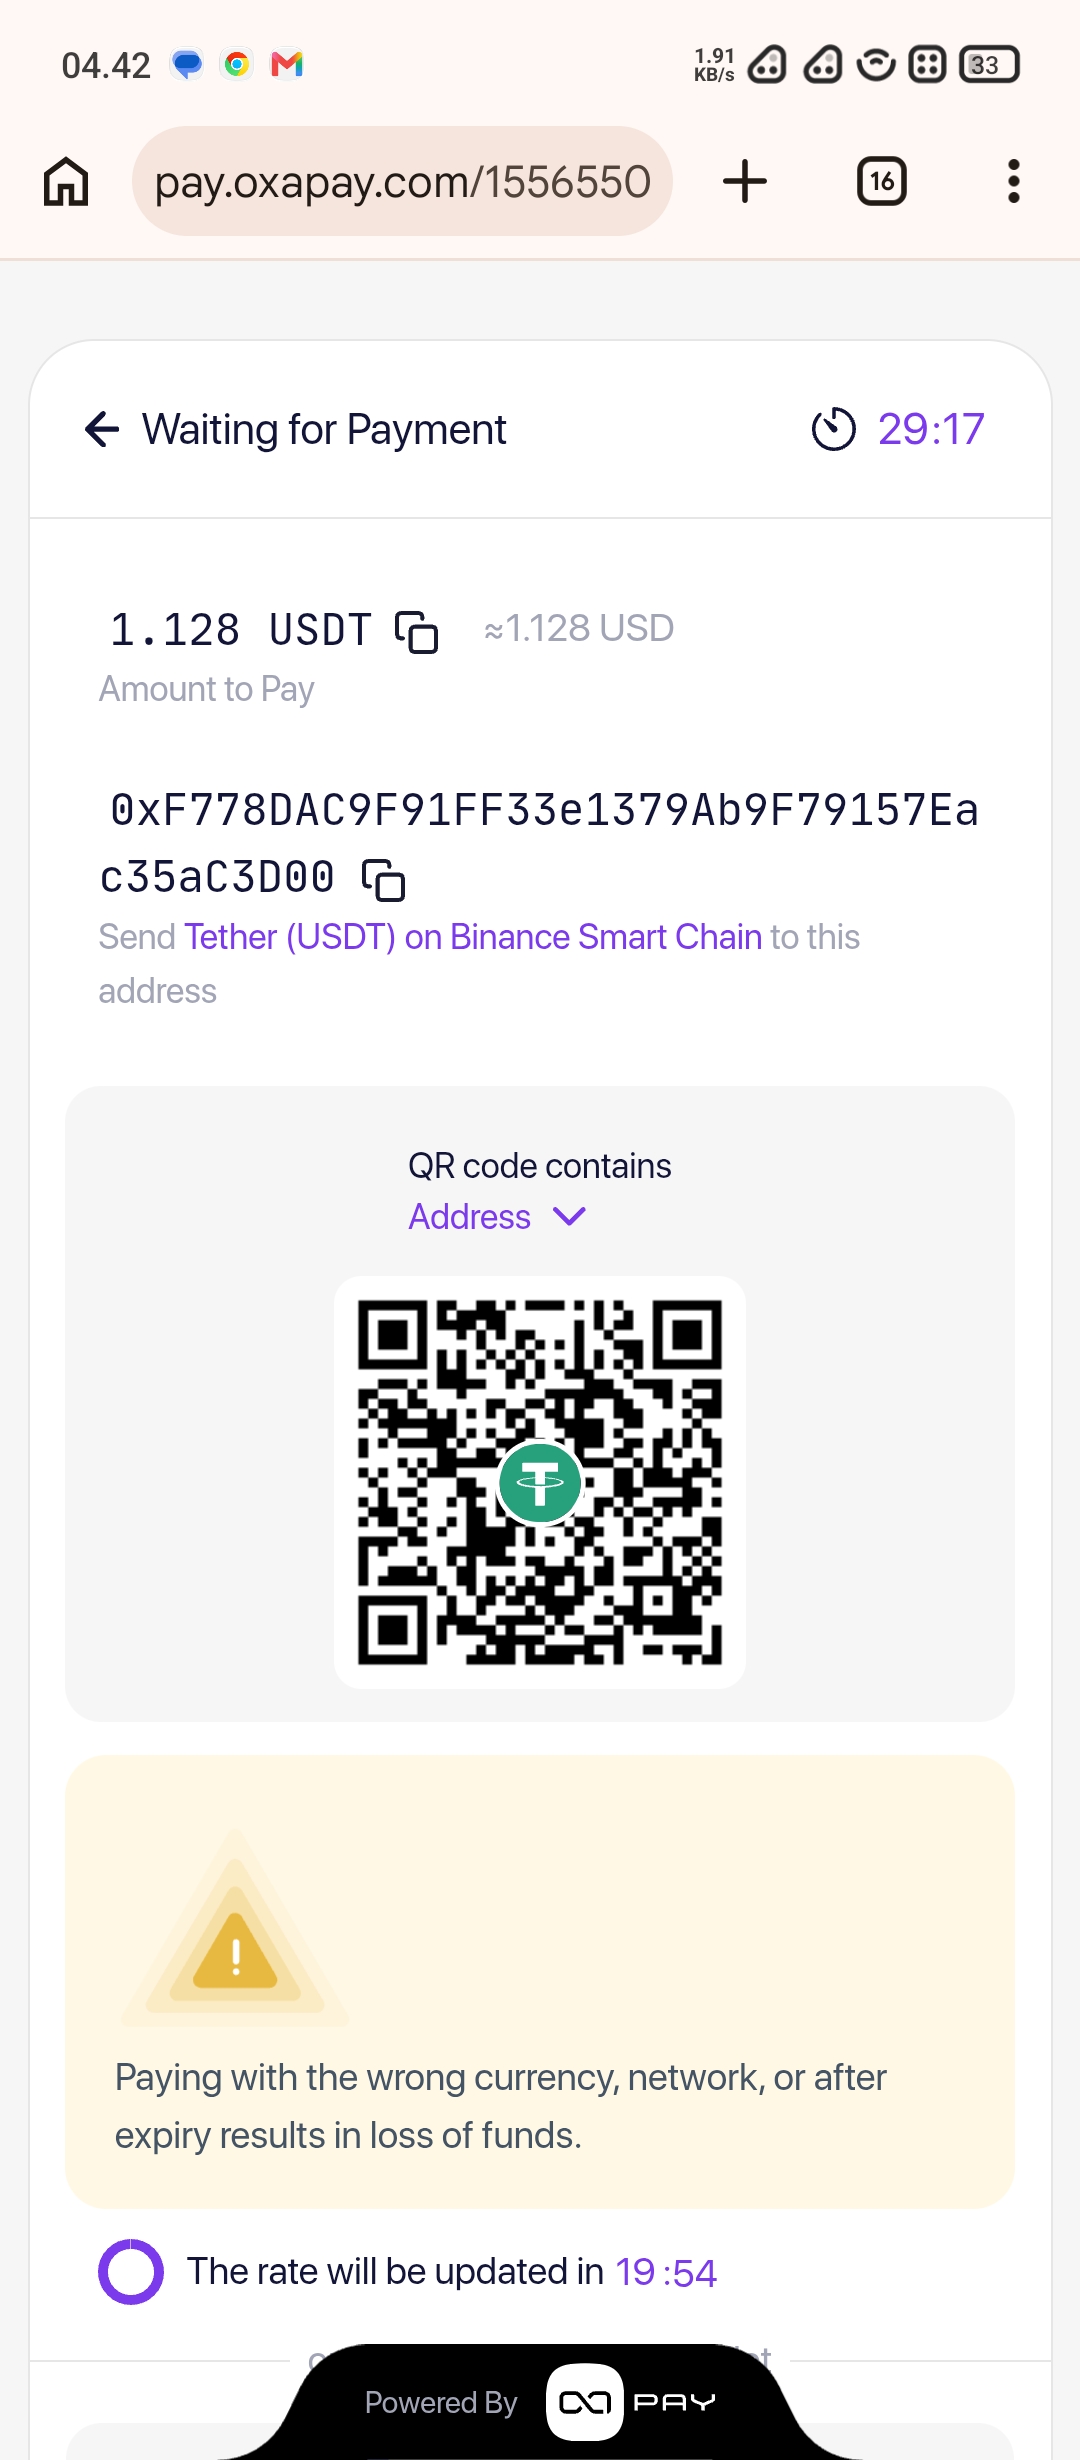 04.42
1.91
KB/s
33
pay.oxapay.com/1556550
16
Waiting for Payment
29:17
1.128 USDT
≈1.128 USD
Amount to Pay
0xF778DAC9F91FF33e1379Ab9F79157Ea
c35aC3D00
Send Tether (USDT) on Binance Smart Chain to this
address
QR code contains
Address
Paying with the wrong currency, network, or after
expiry results in loss of funds.
The rate will be updated in 19:54
Powered By
PAY